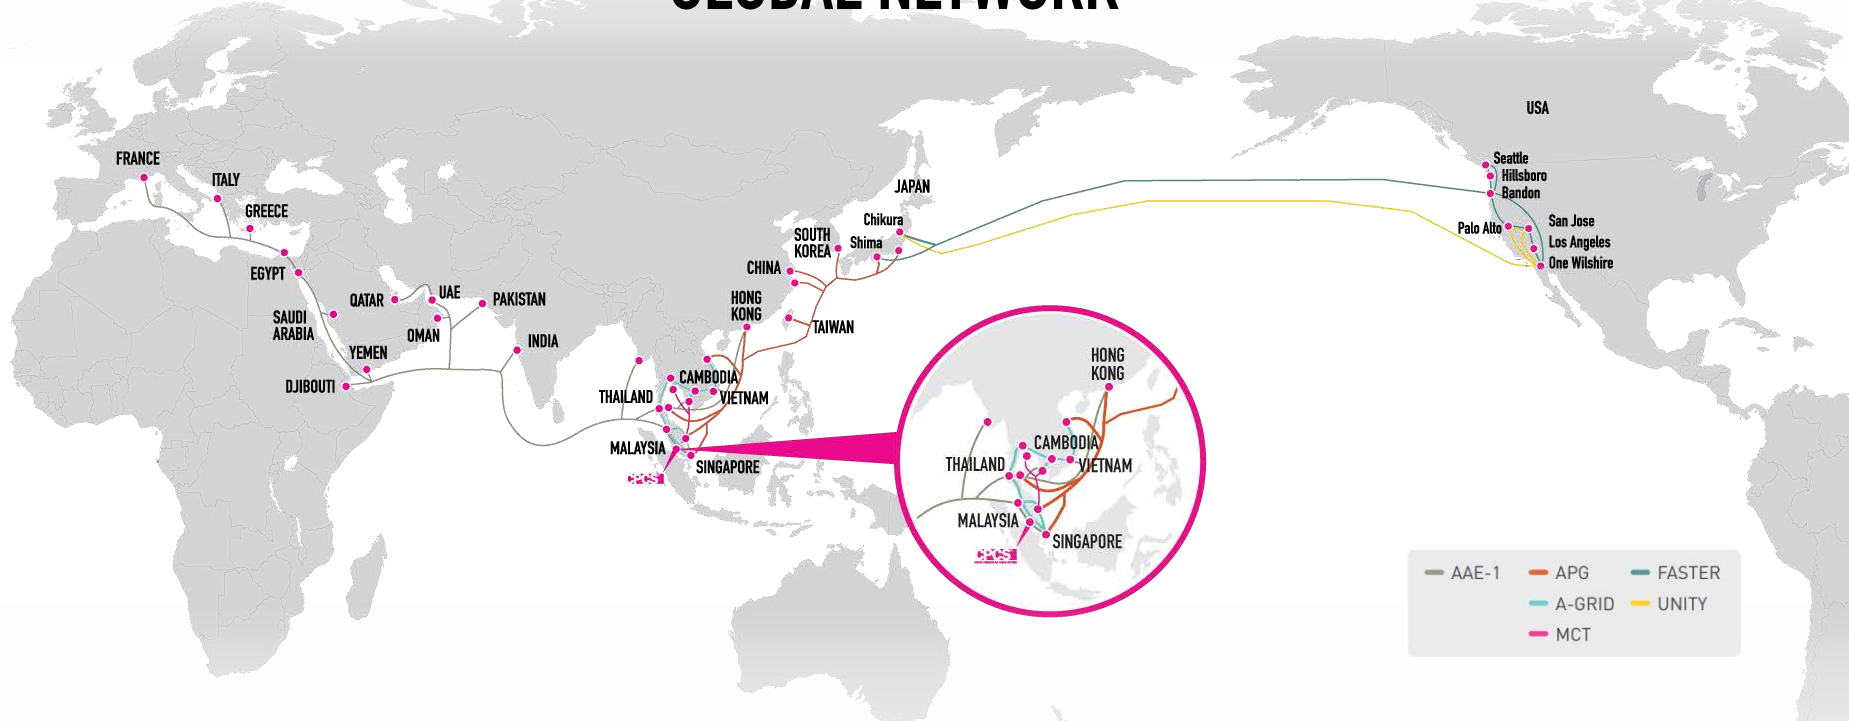 GLOBAL NETWORK
USA
FRANCE
ITALY
GREECE
EGYPT
SAUDI
ARABIA
QATAR
UAE
OMAN
YEMEN
DJIBOUTI
PAKISTAN
INDIA
THAILAND
CAMBODIA
VIETNAM
MALAYSIA
SINGAPORE
CPCS
HONG
KONG
TAIWAN
CHINA
SOUTH
KOREA
JAPAN
Chikura
Shima
Seattle
Hillsboro
Bandon
Palo Alto
San Jose
Los Angeles
One Wilshire
HONG
KONG
CAMBODIA
THAILAND
VIETNAM
MALAYSIA
SINGAPORE
CPCS
AAE-1
APG
FASTER
A-GRID
UNITY
MCT